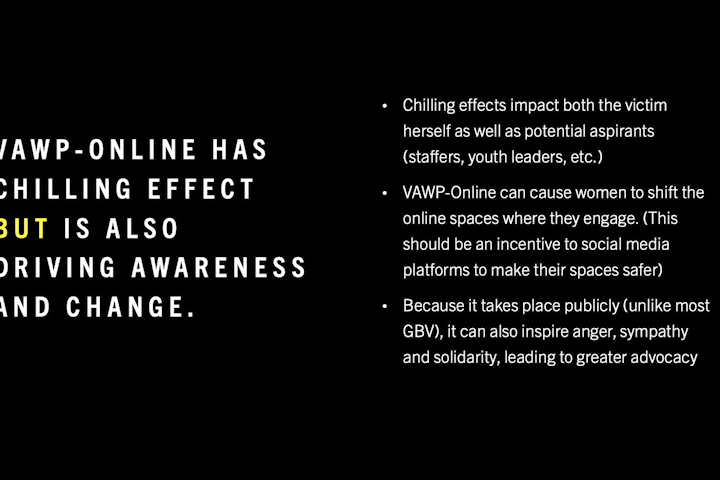 VAWP-ONLINE HAS
CHILLING EFFECT
BUT IS ALSO
DRIVING AWARENESS
AND CHANGE.
• Chilling effects impact both the victim
herself as well as potential aspirants
(staffers, youth leaders, etc.)
• VAWP-Online can cause women to shift the
online spaces where they engage. (This
should be an incentive to social media
platforms to make their spaces safer)
• Because it takes place publicly (unlike most
GBV), it can also inspire anger, sympathy
and solidarity, leading to greater advocacy